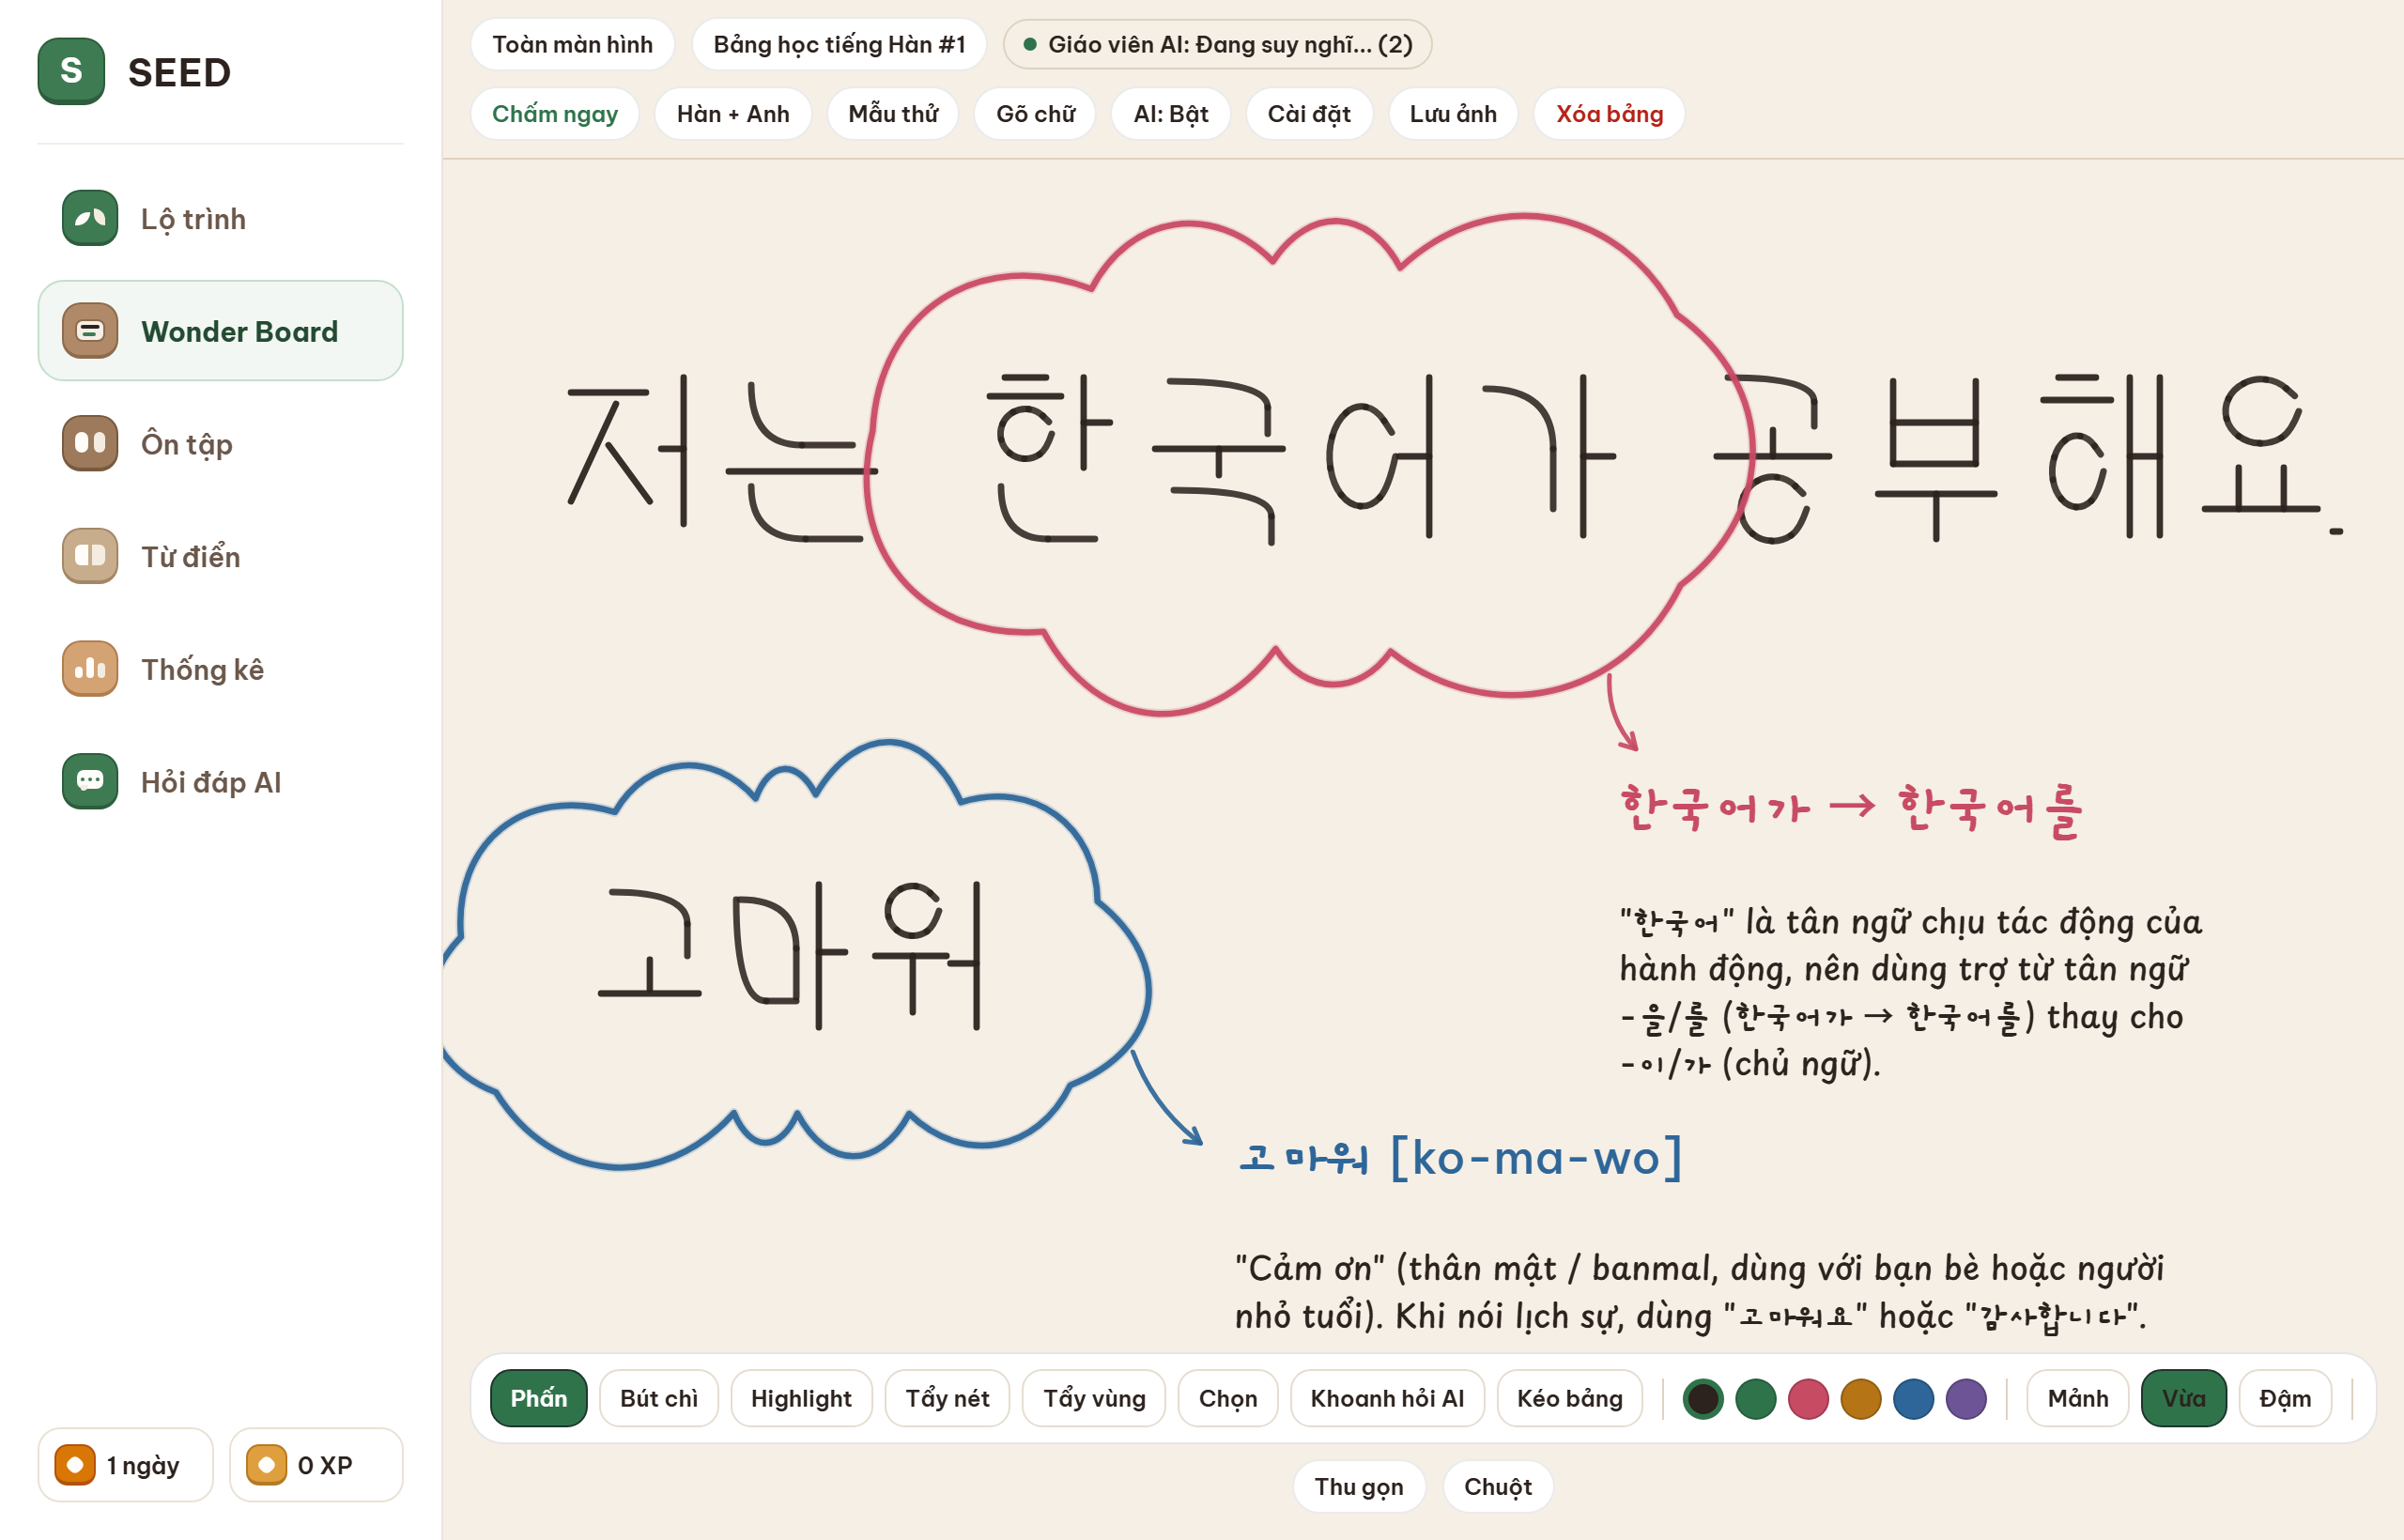 S SEED
Lộ trình
Wonder Board
Ôn tập
Từ điển
Thống kê
Hỏi đáp AI
1 ngày
0 XP
Toàn màn hình
Bảng học tiếng Hàn #1
Giáo viên AI: Đang suy nghĩ... (2)
Chấm ngay
Hàn + Anh
Mẫu thử
Gõ chữ
AI: Bật
Cài đặt
Lưu ảnh
Xóa bảng
저는 한국어가 공부해요.
한국어가 → 한국어를
"한국어" là tân ngữ chịu tác động của
hành động, nên dùng trợ từ tân ngữ
-을/를 (한국어가 → 한국어를) thay cho
-이/가 (chủ ngữ).
고마워
고마워 [ko-ma-wo]
"Cảm ơn" (thân mật / banmal, dùng với bạn bè hoặc người
nhỏ tuổi). Khi nói lịch sự, dùng "고마워요" hoặc "감사합니다".
Phấn
Bút chì
Highlight
Tẩy nét
Tẩy vùng
Chọn
Khoanh hỏi AI
Kéo bảng
Mảnh
Vừa
Đậm
Thu gọn
Chuột